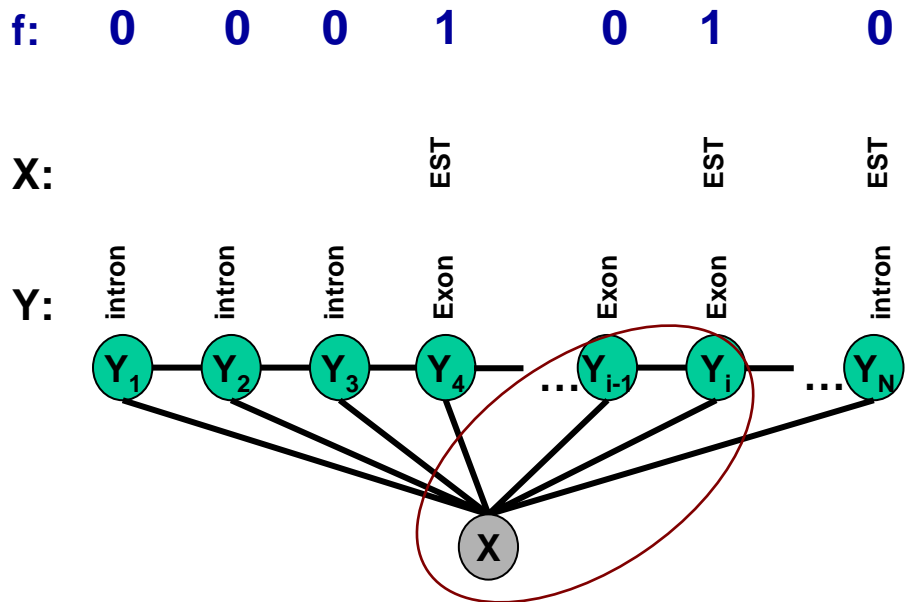 f: 0 0 0 1 0 1 0
X: EST EST EST
Y: intron intron intron Exon Exon Exon intron
Y1 Y2 Y3 Y4 ... Yi-1 Yi ... YN
X